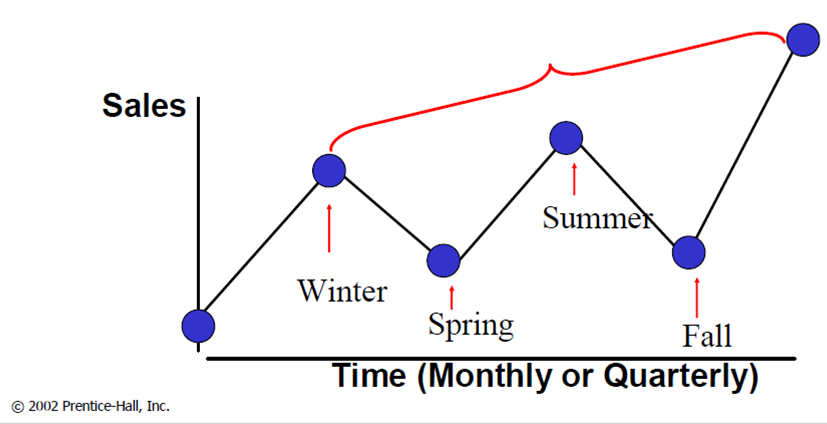 Sales
Summer
Winter
Spring
Fall
Time (Monthly or Quarterly)
© 2002 Prentice-Hall, Inc.